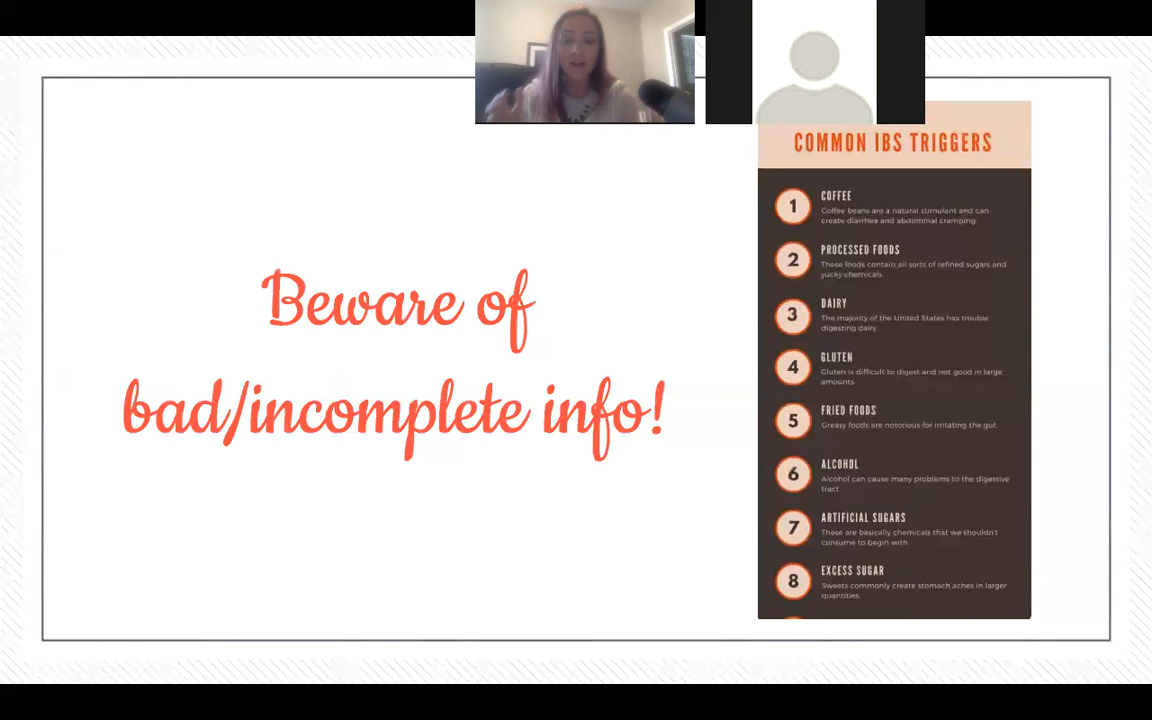 Beware of
bad/incomplete info!
COMMON IBS TRIGGERS
1
COFFEE
Coffee beans are a natural stimulant and can
create diarrhea and abdominal cramping.
2
PROCESSED FOODS
These foods contain all sorts of refined sugars and
yucky chemicals.
3
DAIRY
The majority of the United States has trouble
digesting dairy.
4
GLUTEN
Gluten is difficult to digest and not good in large
amounts.
5
FRIED FOODS
Greasy foods are notorious for irritating the gut.
6
ALCOHOL
Alcohol can cause many problems to the digestive
tract.
7
ARTIFICIAL SUGARS
These are basically chemicals that we shouldn't
consume to begin with.
8
EXCESS SUGAR
Sweets commonly create stomach aches in larger
quantities.